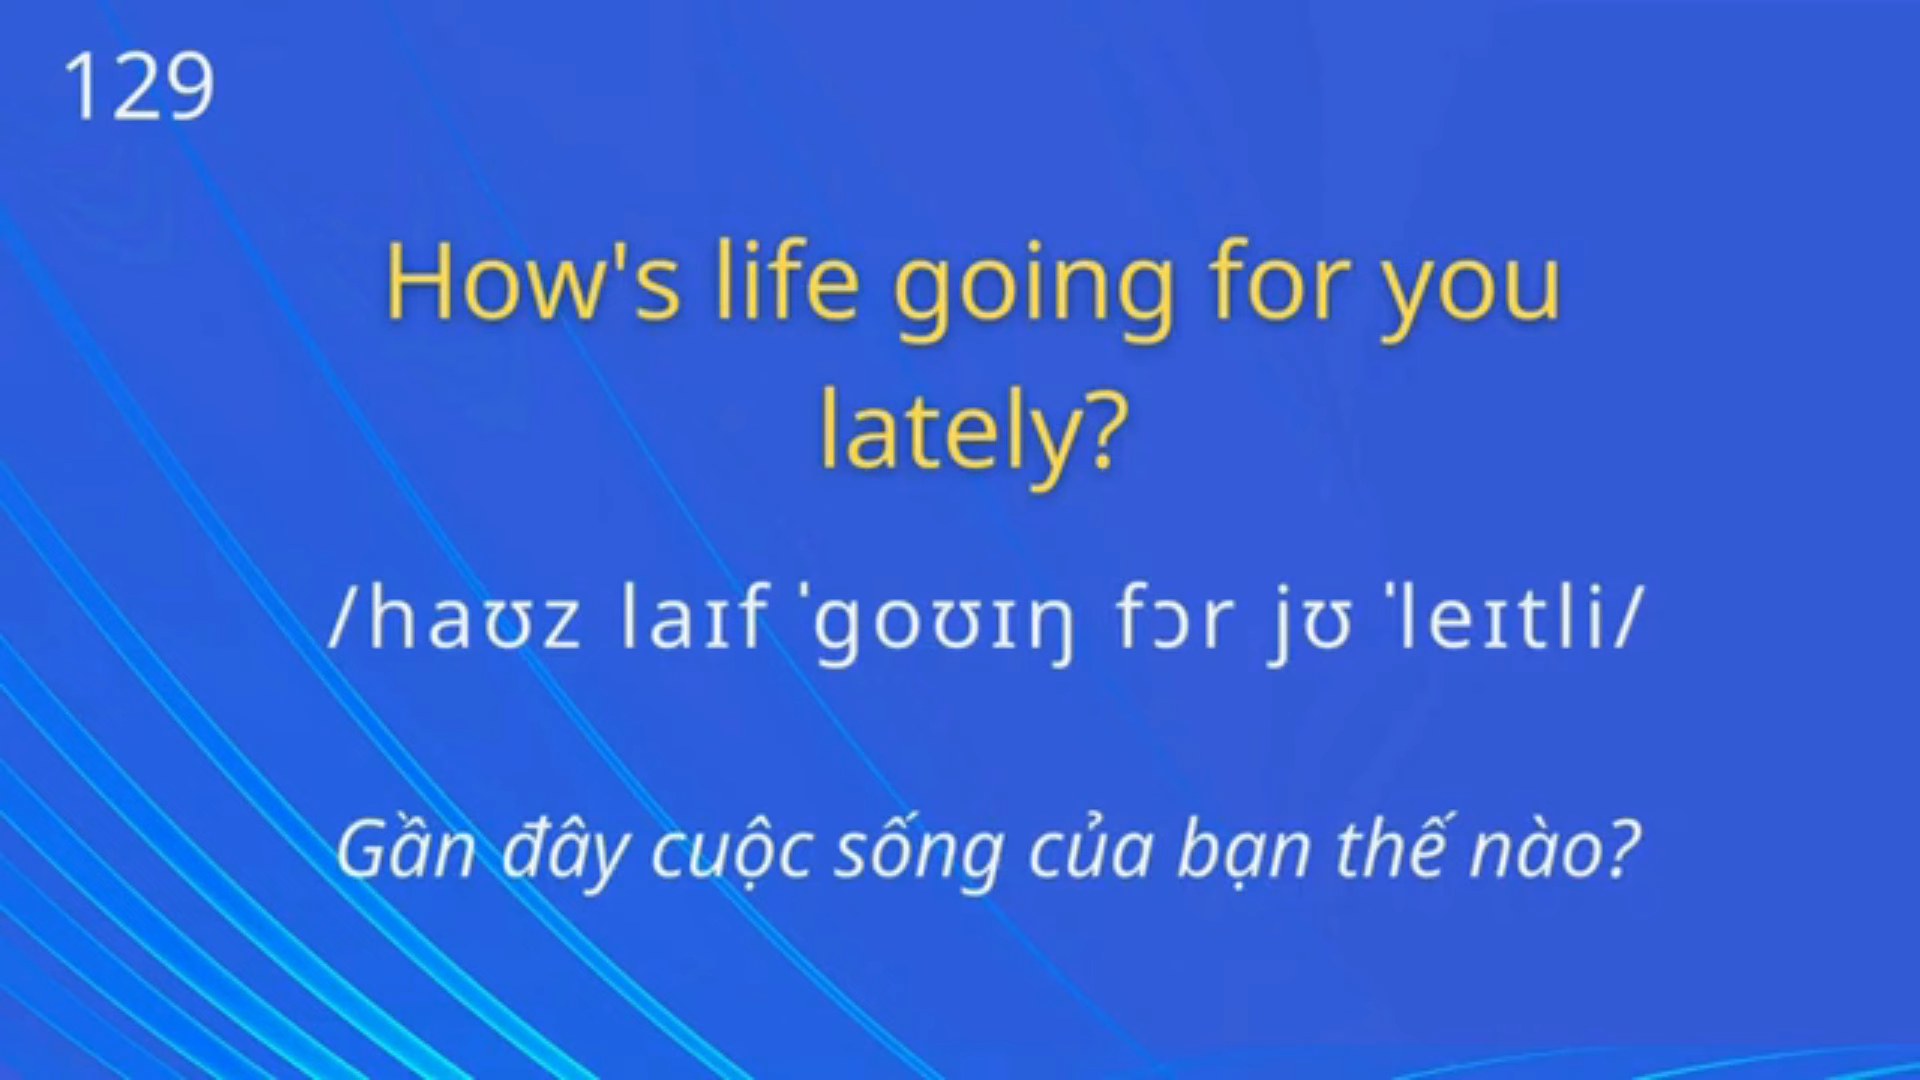 129
How's life going for you
lately?
/haʊz laɪf ˈɡoʊɪŋ fɔr jʊ ˈleɪtli/
Gần đây cuộc sống của bạn thế nào?